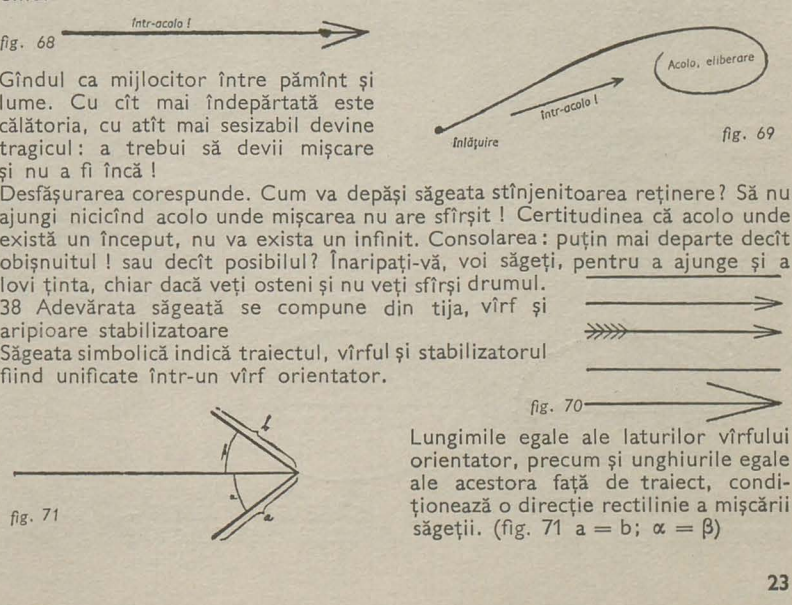 într-acolo !
fig. 68
Acolo, eliberare
într-acolo !
înlățuire
fig. 69
Gîndul ca mijlocitor între pămînt și
lume. Cu cît mai îndepărtată este
călătoria, cu atît mai sesizabil devine
tragicul : a trebui să devii mișcare
și nu a fi încă !
Desfășurarea corespunde. Cum va depăși săgeata stînjenitoarea reținere? Să nu
ajungi nicicînd acolo unde mișcarea nu are sfîrșit ! Certitudinea că acolo unde
există un început, nu va exista un infinit. Consolarea : puțin mai departe decît
obișnuitul ! sau decît posibilul? Înaripați-vă, voi săgeți, pentru a ajunge și a
lovi ținta, chiar dacă veți osteni și nu veți sfîrși drumul.
38 Adevărata săgeată se compune din tija, vîrf și
aripioare stabilizatoare
Săgeata simbolică indică traiectul, vîrful și stabilizatorul
fiind unificate într-un vîrf orientator.
fig. 70
b
a
fig. 71
Lungimile egale ale laturilor vîrfului
orientator, precum și unghiurile egale
ale acestora față de traiect, condi-
ționează o direcție rectilinie a mișcării
săgeții. (fig. 71 a = b; α = β)
23